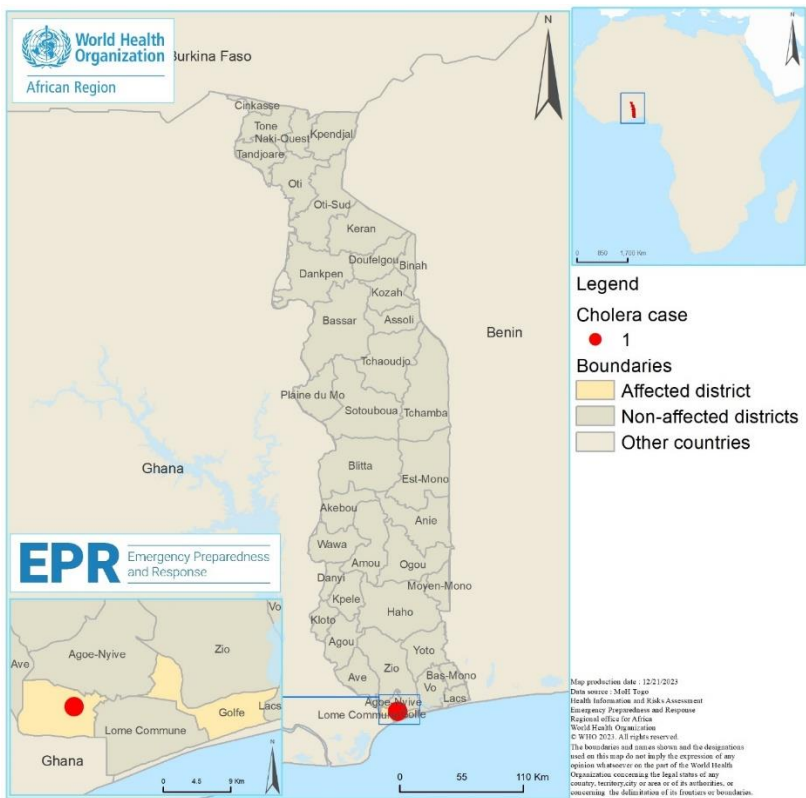 World Health
Organization
African Region
Burkina Faso
N
Cinkasse
Tone
Naki-Ouest
Kpendjal
Tandjoare
Oti
Oti-Sud
Keran
Doufelgou
Binah
Dankpen
Kozah
Bassar
Assoli
Benin
Tchaoudjo
Plaine du Mo
Sotouboua
Tchamba
Ghana
Blitta
Est-Mono
Akebou
Anie
Wawa
Amou
Ogou
Danyi
Moyen-Mono
Kpele
Haho
Kloto
Agou
Yoto
Ave
Zio
Bas-Mono
Vo
Lacs
Agoe-Nyive
Lome Commune
Golfe
0 55 110 Km
EPR
Emergency Preparedness
and Response
Vo
Zio
Agoe-Nyive
Ave
Lacs
Golfe
Lome Commune
Ghana
0 4.5 9 Km
N
N
0 850 1,700 Km
Legend
Cholera case
1
Boundaries
Affected district
Non-affected districts
Other countries
Map production date : 12/21/2023
Data source : MoH Togo
Health Information and Risks Assessment
Emergency Preparedness and Response
Regional office for Africa
World Health Organization
© WHO 2023. All rights reserved.
The boundaries and names shown and the designations
used on this map do not imply the expression of any
opinion whatsoever on the part of the World Health
Organization concerning the legal status of any
country, territory,city or area or of its authorities, or
concerning the delimitation of its frontiers or boundaries.